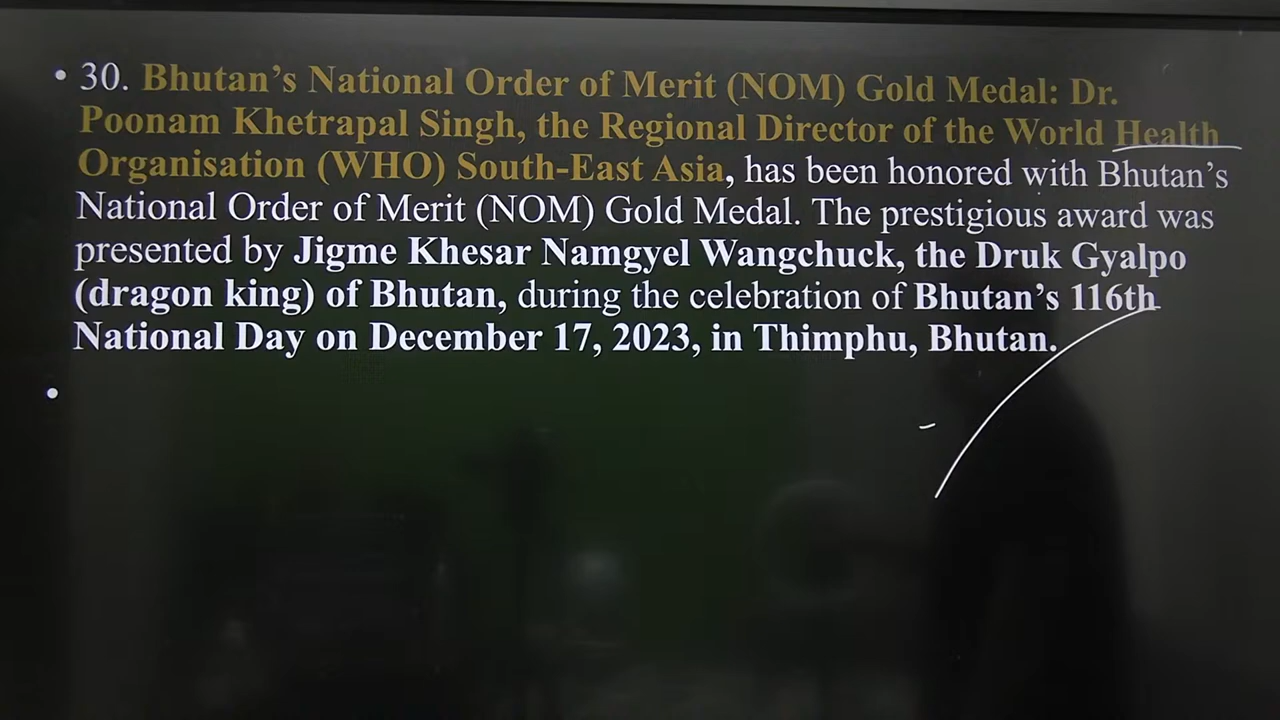 • 30. Bhutan’s National Order of Merit (NOM) Gold Medal: Dr.
Poonam Khetrapal Singh, the Regional Director of the World Health
Organisation (WHO) South-East Asia, has been honored with Bhutan’s
National Order of Merit (NOM) Gold Medal. The prestigious award was
presented by Jigme Khesar Namgyel Wangchuck, the Druk Gyalpo
(dragon king) of Bhutan, during the celebration of Bhutan’s 116th
National Day on December 17, 2023, in Thimphu, Bhutan.
•